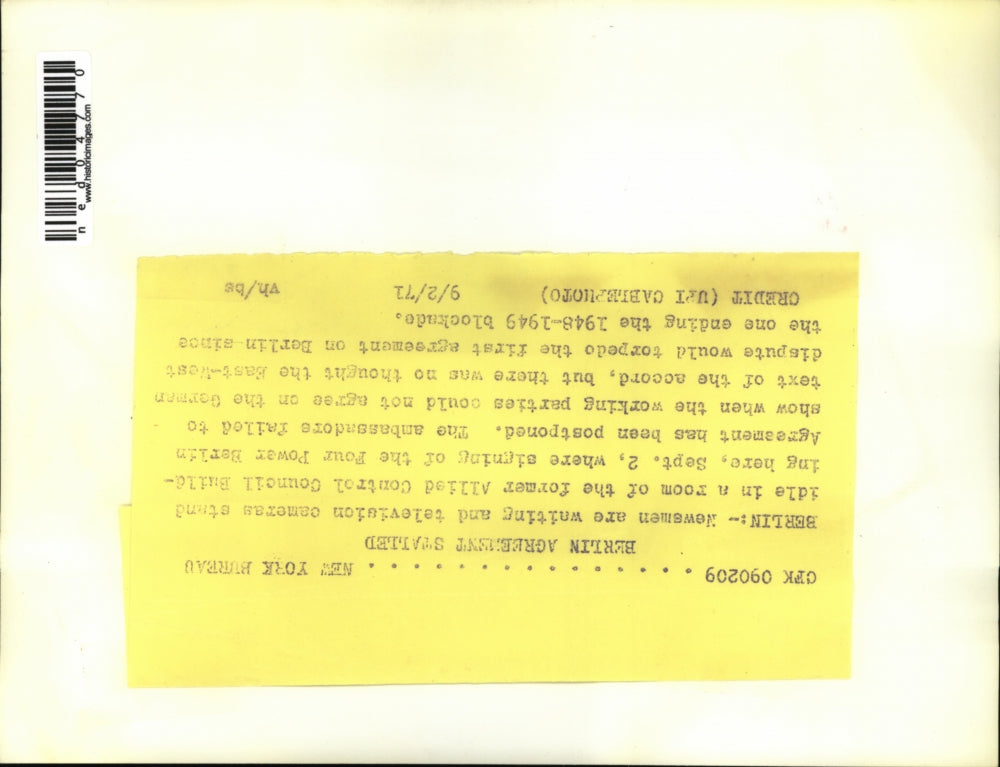 CPK 090209 . . . . . . . . . . . . . . . . NEW YORK BUREAU
BERLIN AGREEMENT STALLED
BERLIN:- Newsmen are waiting and television cameras stand
idle in a room of the former Allied Control Council Build-
ing here, Sept. 2, where signing of the Four Power Berlin
Agreement has been postponed. The ambassadors failed to
show when the working parties could not agree on the German
text of the accord, but there was no thought the East-West
dispute would torpedo the first agreement on Berlin since
the one ending the 1948-1949 blockade.
CREDIT (UPI CABLEPHOTO) 9/2/71 vh/bs
ned04770
www.historicimages.com